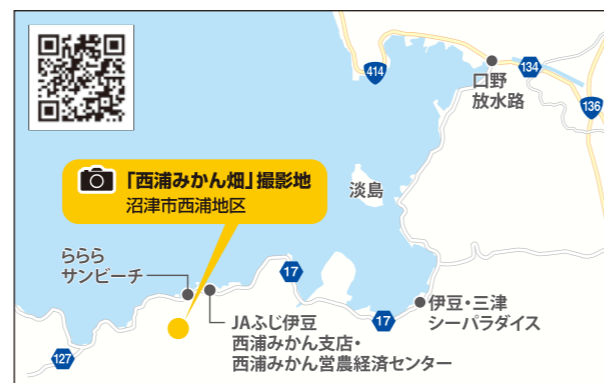 414
134
136
口野
放水路
「西浦みかん畑」撮影地
沼津市西浦地区
淡島
ららら
サンビーチ
17
17
伊豆・三津
シーパラダイス
JAふじ伊豆
西浦みかん支店・
西浦みかん営農経済センター
127